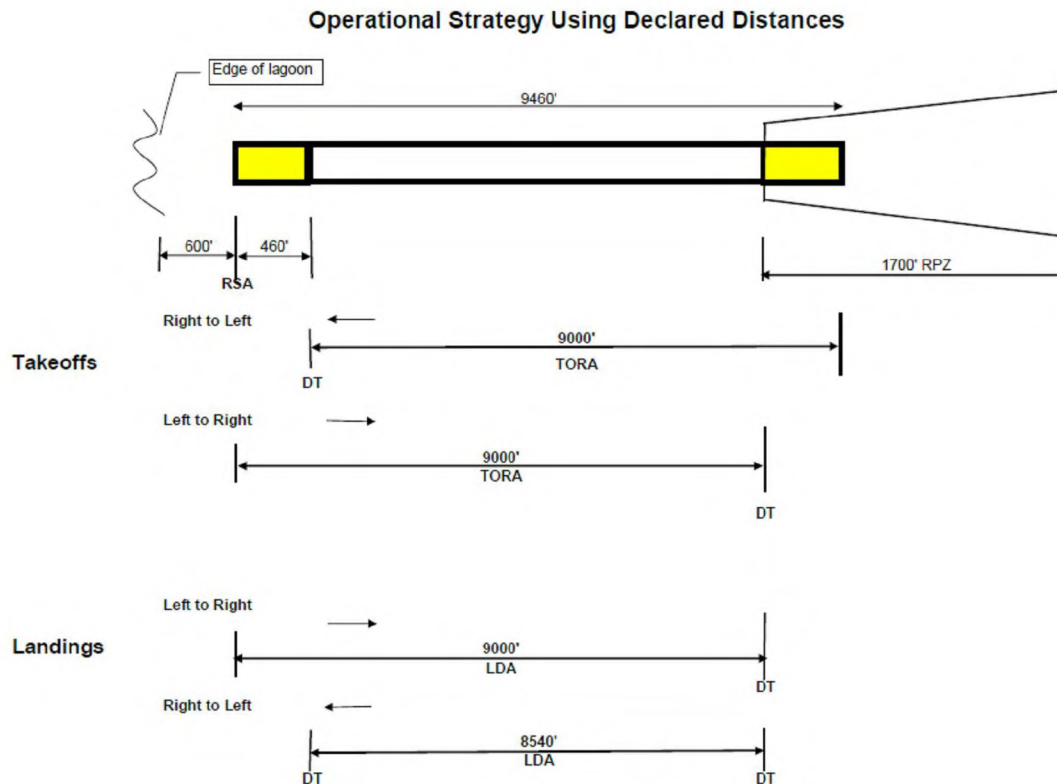 Operational Strategy Using Declared Distances
Edge of lagoon
9460'
600'
460'
1700' RPZ
RSA
Right to Left
9000'
Takeoffs
TORA
DT
Left to Right
9000'
TORA
DT
Left to Right
Landings
9000'
LDA
DT
Right to Left
8540'
LDA
DT
DT